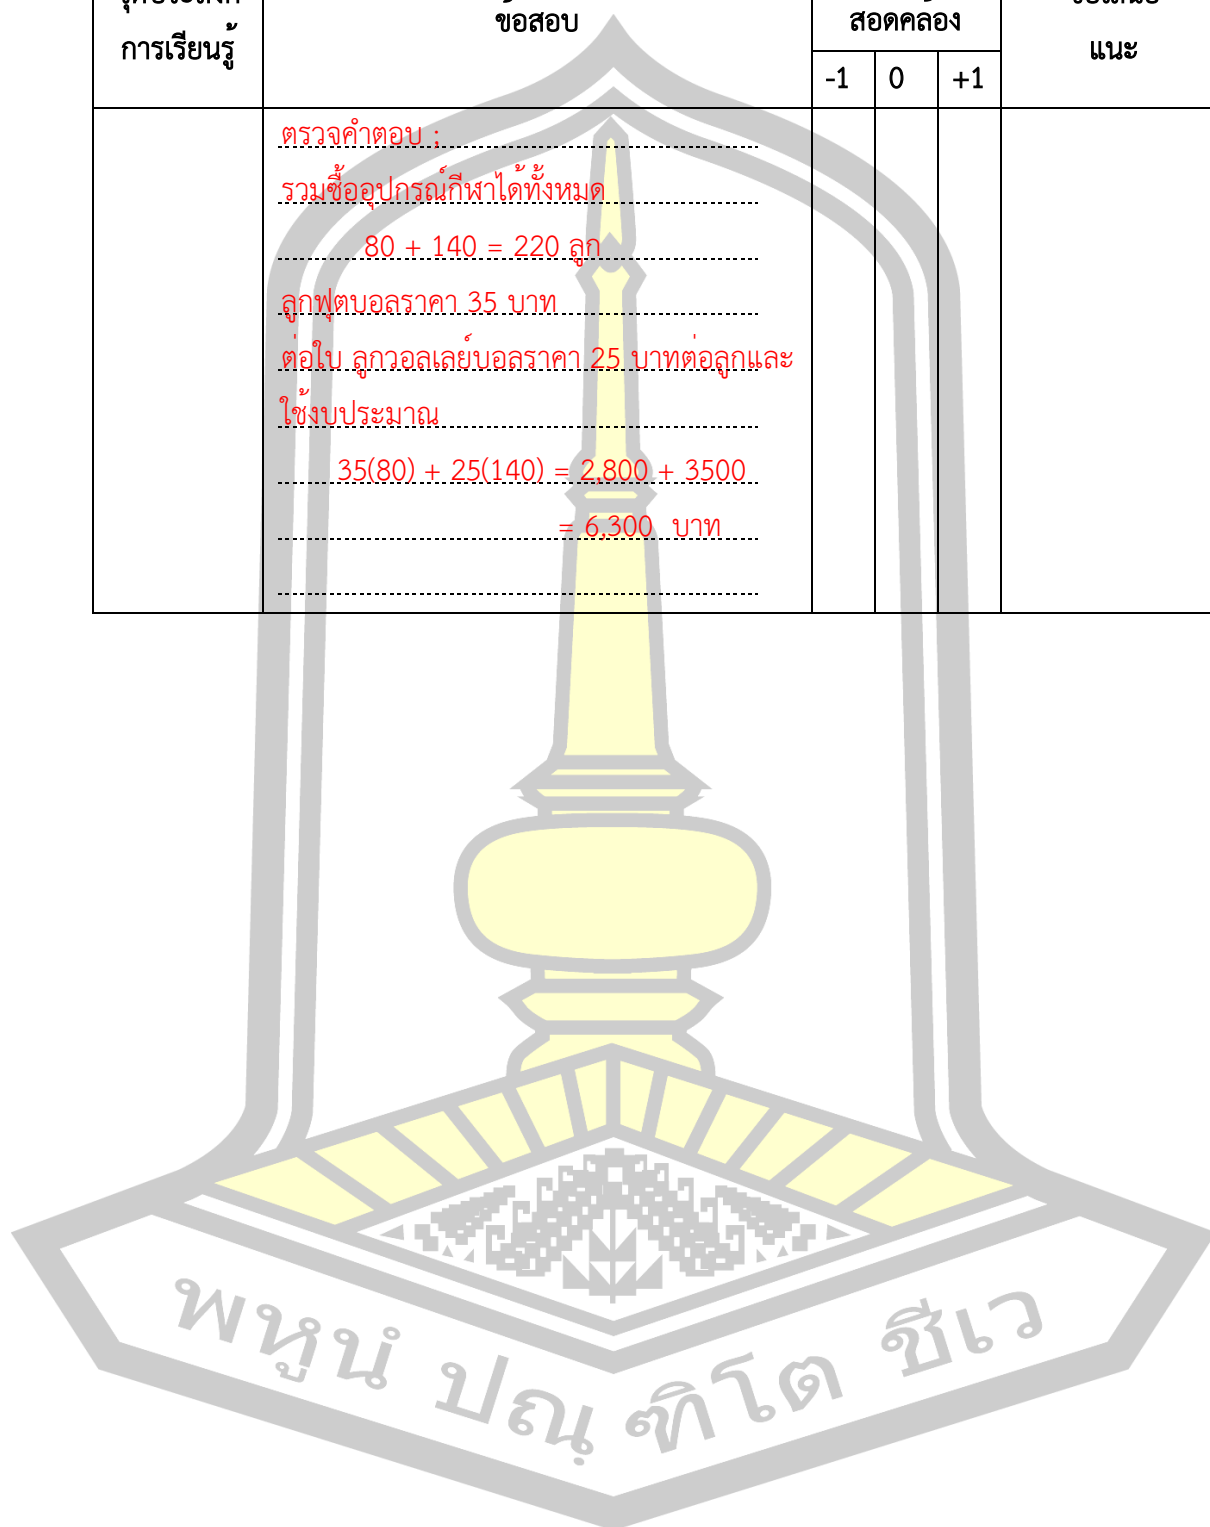 ข้อสอบ
สอดคล้อง
การเรียนรู้
แนะ
-1 0 +1
ตรวจคำตอบ ;
รวมซื้ออุปกรณ์กีฬาได้ทั้งหมด
80 + 140 = 220 ลูก
ลูกฟุตบอลราคา 35 บาท
ต่อใบ ลูกวอลเลย์บอลราคา 25 บาทต่อลูกและ
ใช้งบประมาณ
35(80) + 25(140) = 2,800 + 3500
= 6,300 บาท
พหูนํ ปณฺฑิโต ชีเว